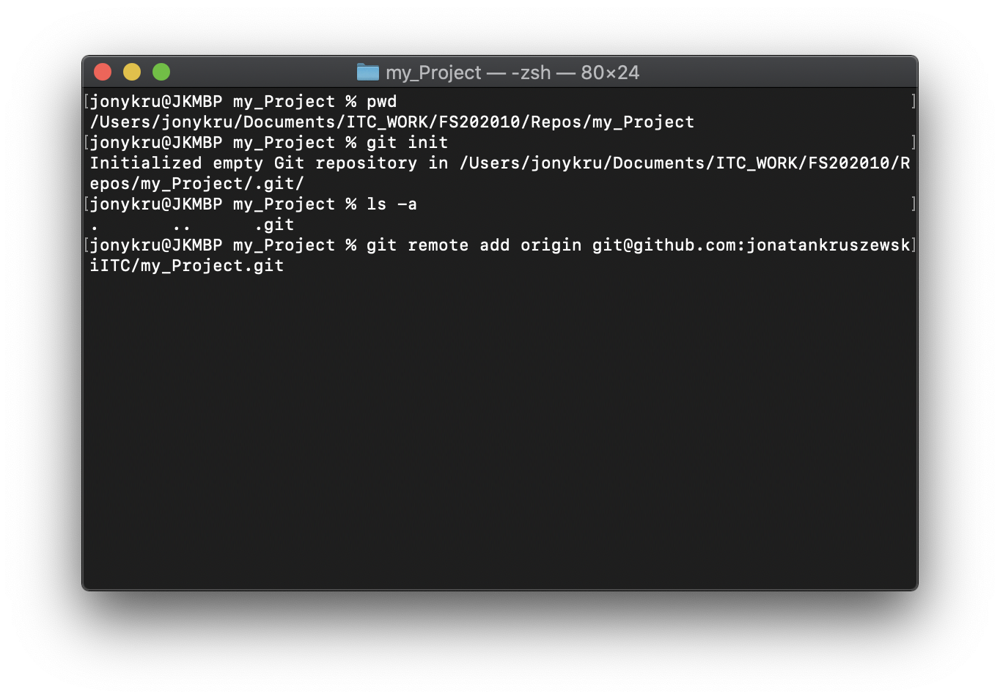 my_Project — -zsh — 80×24
[jonykru@JKMBP my_Project % pwd ]
/Users/jonykru/Documents/ITC_WORK/FS202010/Repos/my_Project
[jonykru@JKMBP my_Project % git init ]
Initialized empty Git repository in /Users/jonykru/Documents/ITC_WORK/FS202010/R
epos/my_Project/.git/
[jonykru@JKMBP my_Project % ls -a ]
. .. .git
[jonykru@JKMBP my_Project % git remote add origin git@github.com:jonatankruszewsk]
iITC/my_Project.git